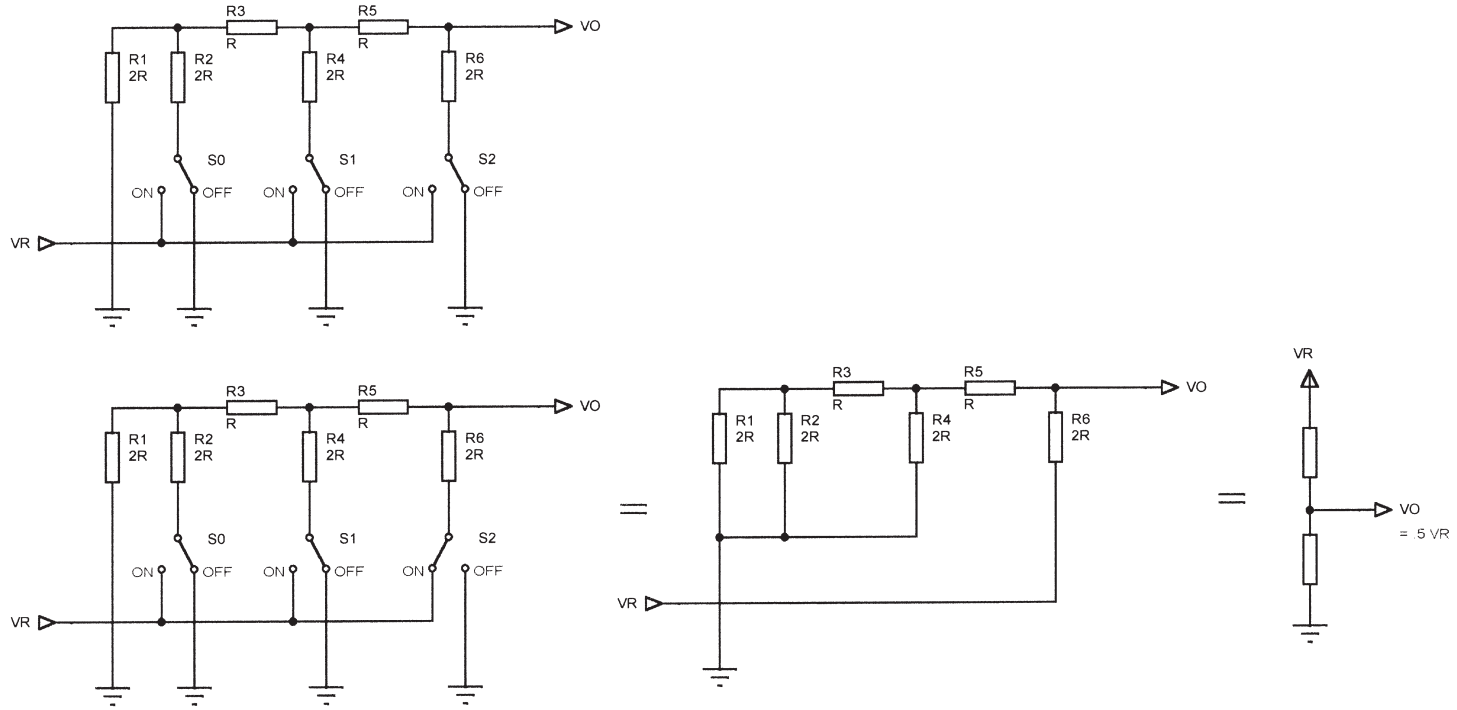 R3 R5
VO
R R
R1 R2 R4 R6
2R 2R 2R 2R
S0 S1 S2
ON OFF ON OFF ON OFF
VR
R3 R5
VO
R R
R1 R2 R4 R6
2R 2R 2R 2R
S0 S1 S2
ON OFF ON OFF ON OFF
VR
=
R3 R5
VO
R R
R1 R2 R4 R6
2R 2R 2R 2R
VR
=
VR
VO
= .5 VR